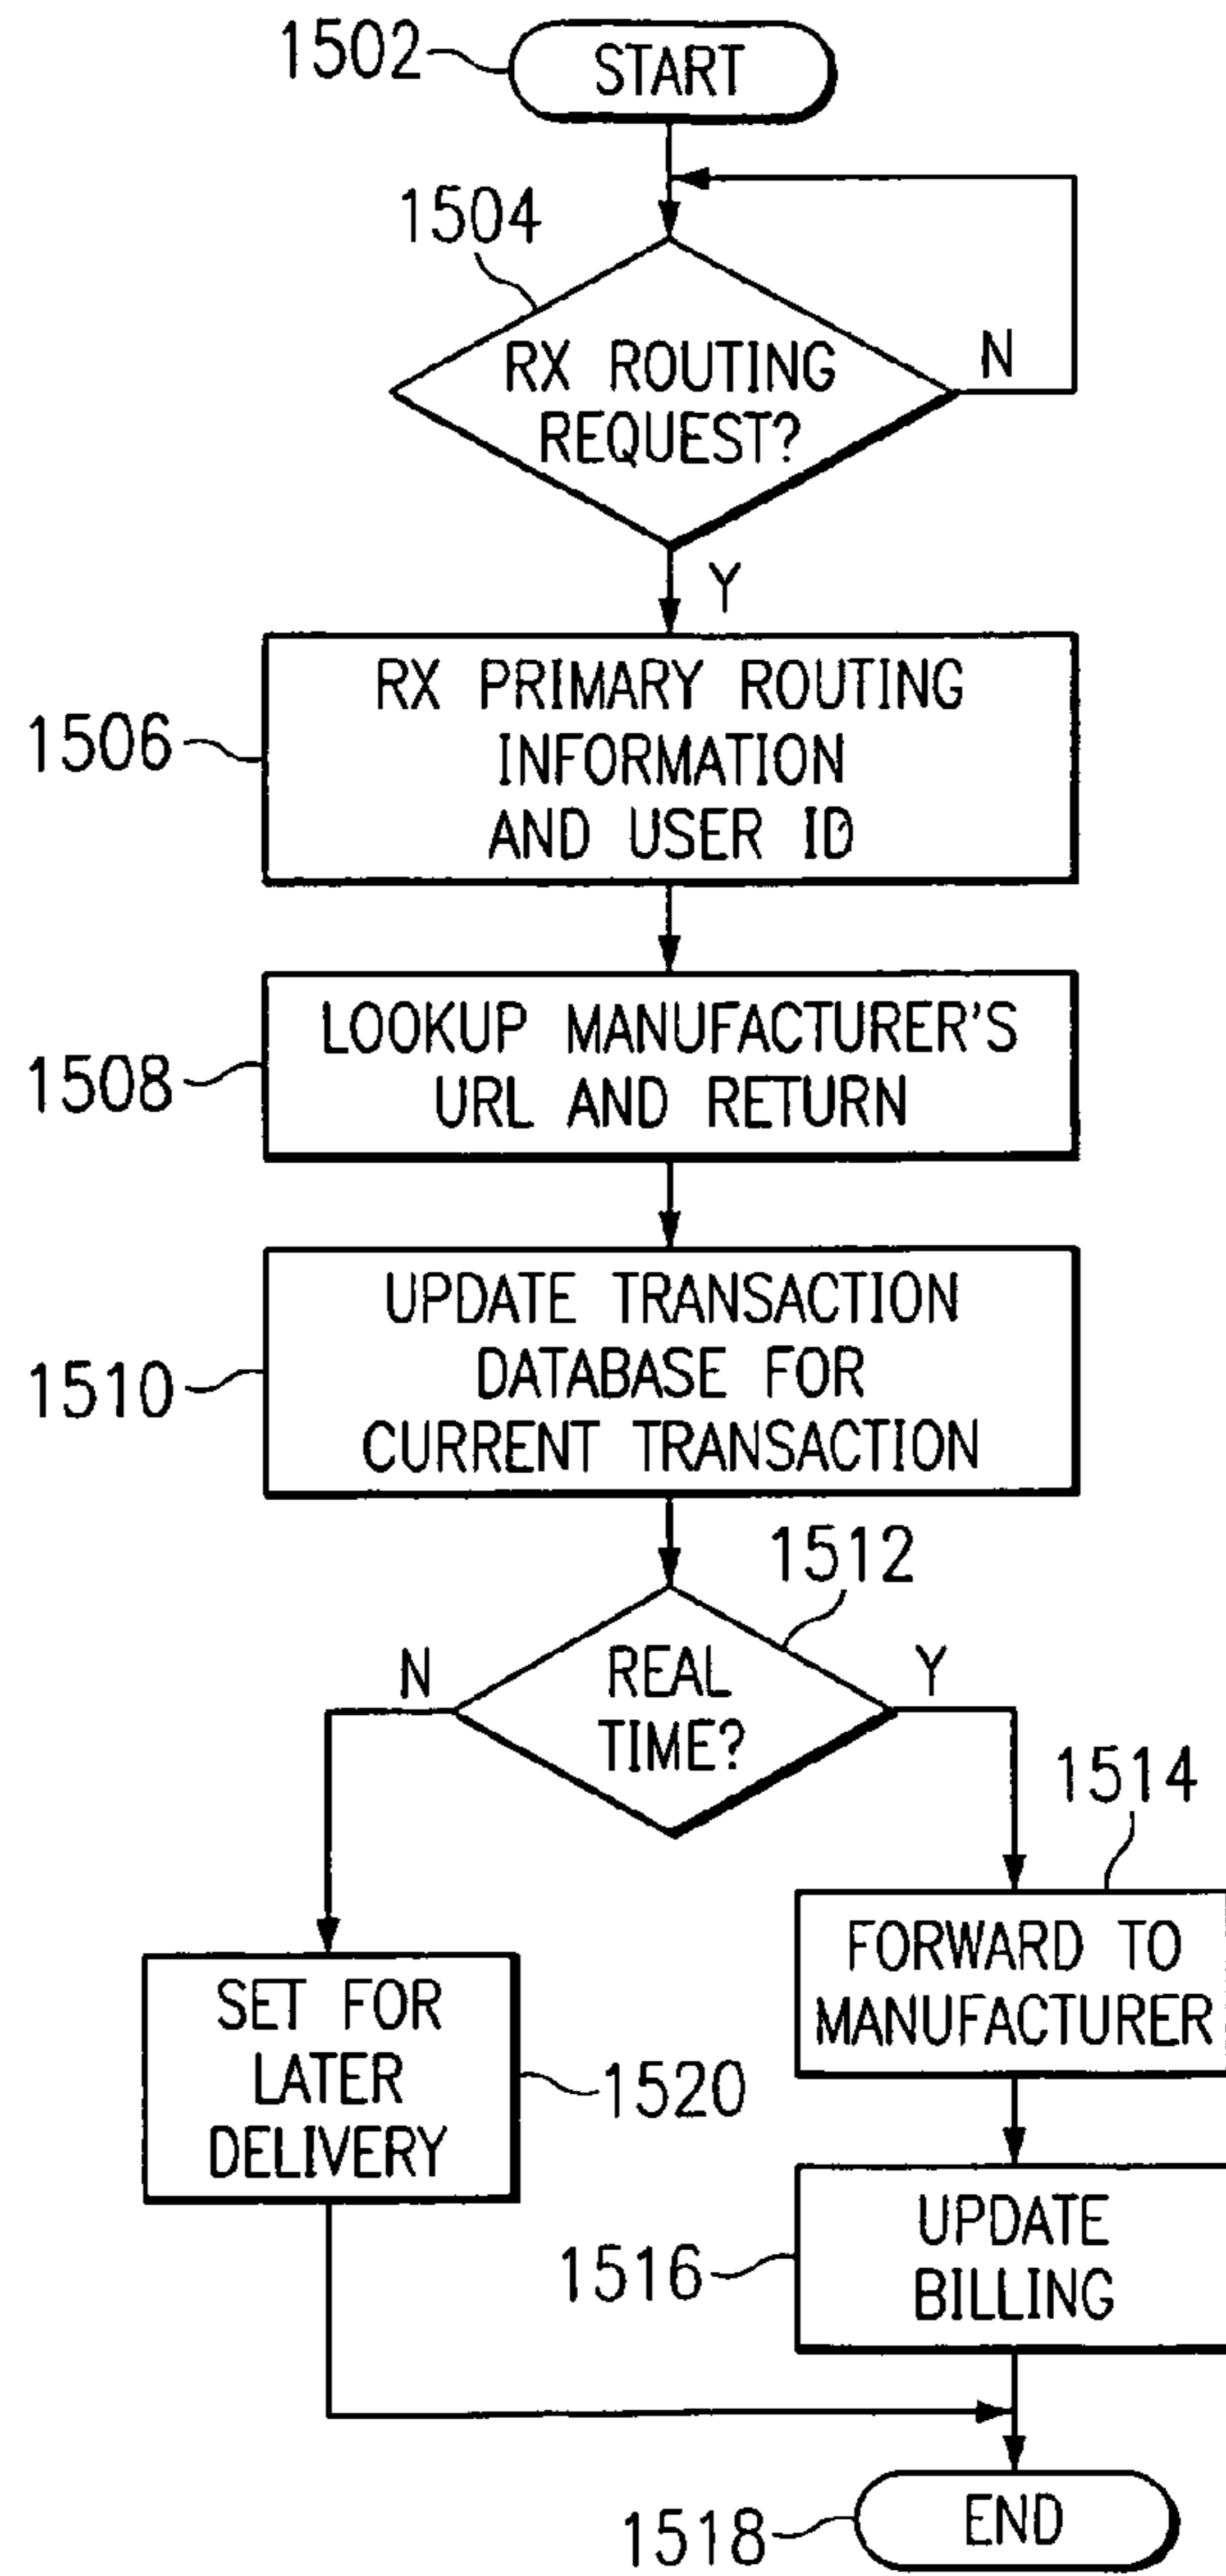 1502
START
1504
RX ROUTING
REQUEST?
N
Y
1506
RX PRIMARY ROUTING
INFORMATION
AND USER ID
1508
LOOKUP MANUFACTURER'S
URL AND RETURN
1510
UPDATE TRANSACTION
DATABASE FOR
CURRENT TRANSACTION
1512
N
REAL
TIME?
Y
1514
FORWARD TO
MANUFACTURER
SET FOR
LATER
DELIVERY
1520
1516
UPDATE
BILLING
1518
END